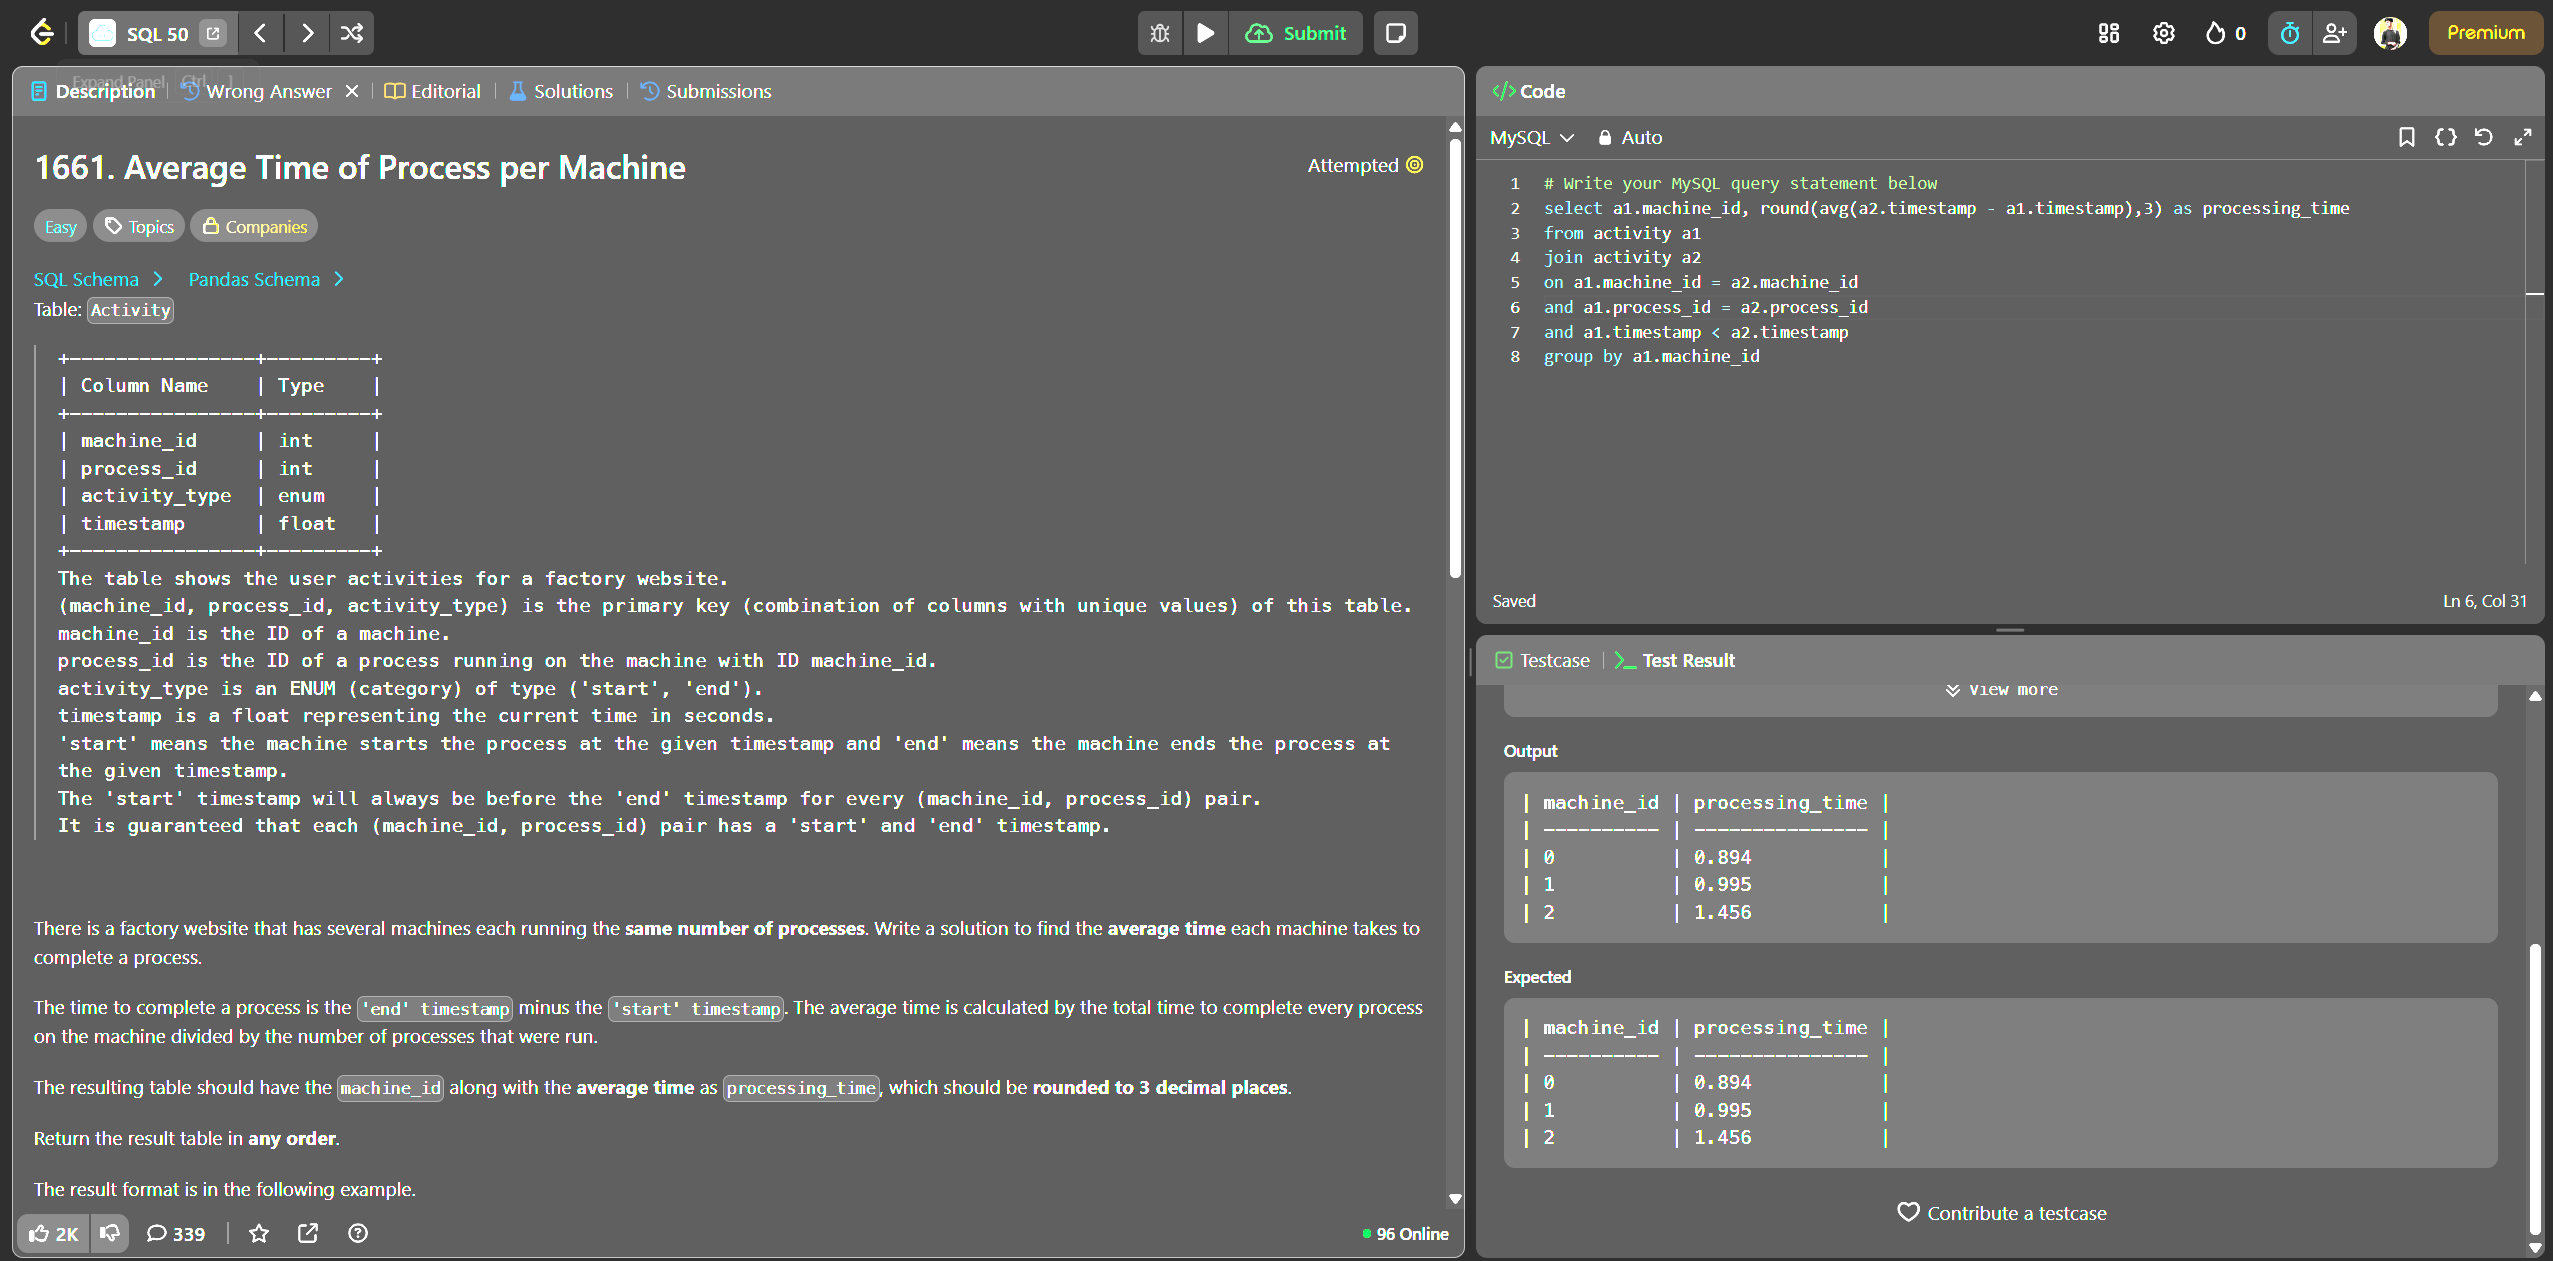 SQL 50
Submit
0
Premium
Expand Panel Ctrl
Description
Wrong Answer
Editorial
Solutions
Submissions
1661. Average Time of Process per Machine
Attempted
Easy
Topics
Companies
SQL Schema
Pandas Schema
Table: Activity
+----------------+---------+
| Column Name    | Type    |
+----------------+---------+
| machine_id     | int     |
| process_id     | int     |
| activity_type  | enum    |
| timestamp      | float   |
+----------------+---------+
The table shows the user activities for a factory website.
(machine_id, process_id, activity_type) is the primary key (combination of columns with unique values) of this table.
machine_id is the ID of a machine.
process_id is the ID of a process running on the machine with ID machine_id.
activity_type is an ENUM (category) of type ('start', 'end').
timestamp is a float representing the current time in seconds.
'start' means the machine starts the process at the given timestamp and 'end' means the machine ends the process at
the given timestamp.
The 'start' timestamp will always be before the 'end' timestamp for every (machine_id, process_id) pair.
It is guaranteed that each (machine_id, process_id) pair has a 'start' and 'end' timestamp.
There is a factory website that has several machines each running the same number of processes. Write a solution to find the average time each machine takes to
complete a process.
The time to complete a process is the 'end' timestamp minus the 'start' timestamp. The average time is calculated by the total time to complete every process
on the machine divided by the number of processes that were run.
The resulting table should have the machine_id along with the average time as processing_time, which should be rounded to 3 decimal places.
Return the result table in any order.
The result format is in the following example.
2K
339
96 Online
Code
MySQL
Auto
1 # Write your MySQL query statement below
2 select a1.machine_id, round(avg(a2.timestamp - a1.timestamp),3) as processing_time
3 from activity a1
4 join activity a2
5 on a1.machine_id = a2.machine_id
6 and a1.process_id = a2.process_id
7 and a1.timestamp < a2.timestamp
8 group by a1.machine_id
Saved
Ln 6, Col 31
Testcase
Test Result
View more
Output
| machine_id | processing_time |
| ---------- | --------------- |
| 0          | 0.894           |
| 1          | 0.995           |
| 2          | 1.456           |
Expected
| machine_id | processing_time |
| ---------- | --------------- |
| 0          | 0.894           |
| 1          | 0.995           |
| 2          | 1.456           |
Contribute a testcase